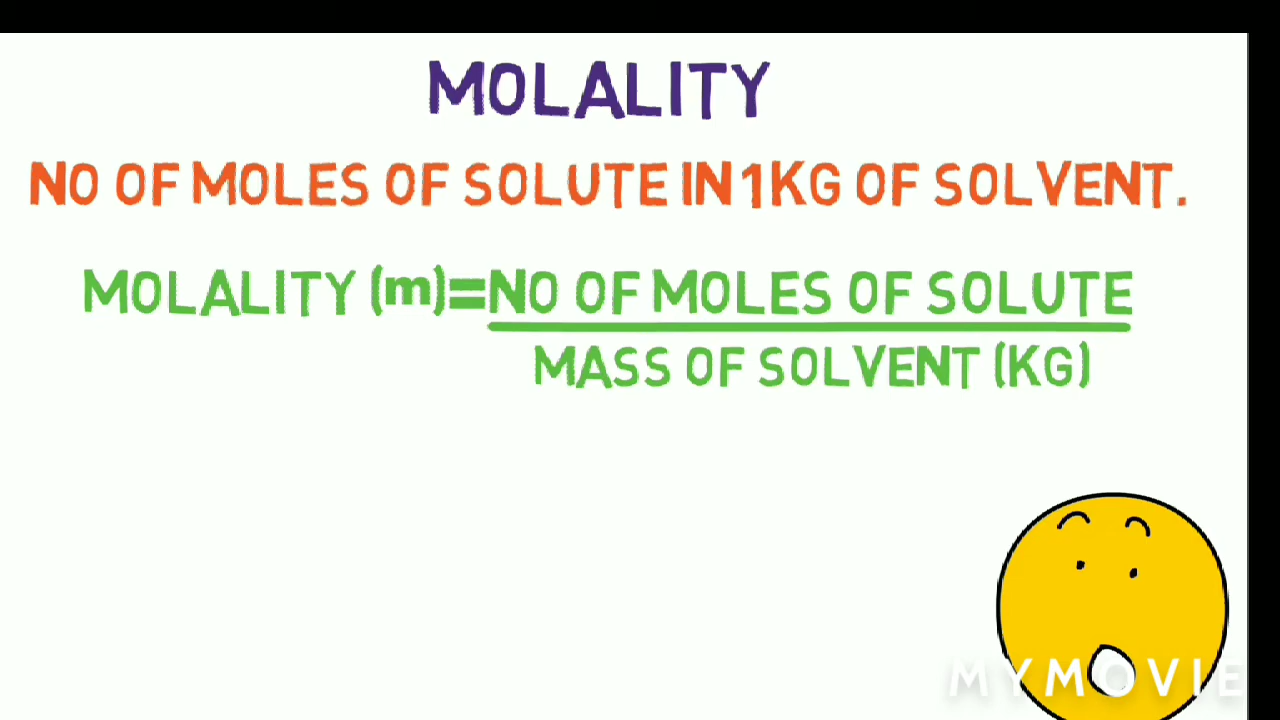 MOLALITY
NO OF MOLES OF SOLUTE IN 1KG OF SOLVENT.
MOLALITY (m)=NO OF MOLES OF SOLUTE
MASS OF SOLVENT (KG)
MYMOVIE